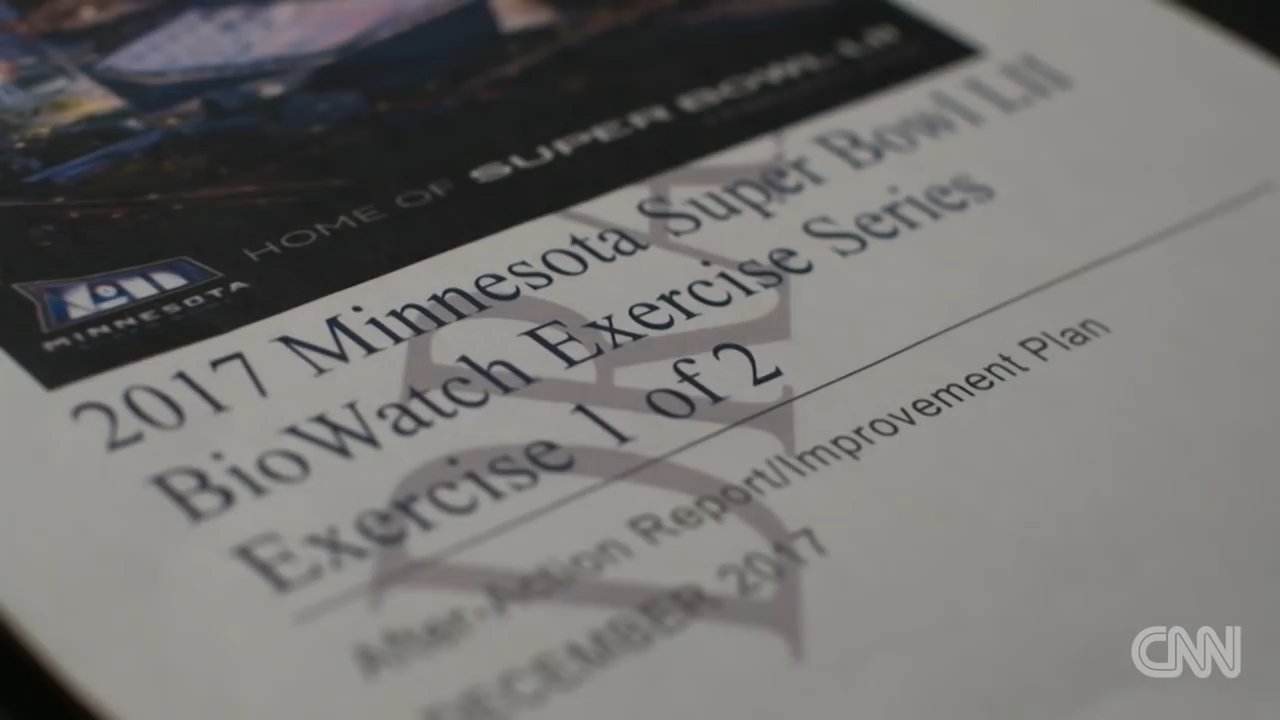 HOME OF SUPER BOWL LII
MINNESOTA
2017 Minnesota Super Bowl LII
BioWatch Exercise Series
Exercise 1 of 2
After-Action Report/Improvement Plan
DECEMBER 2017
CNN